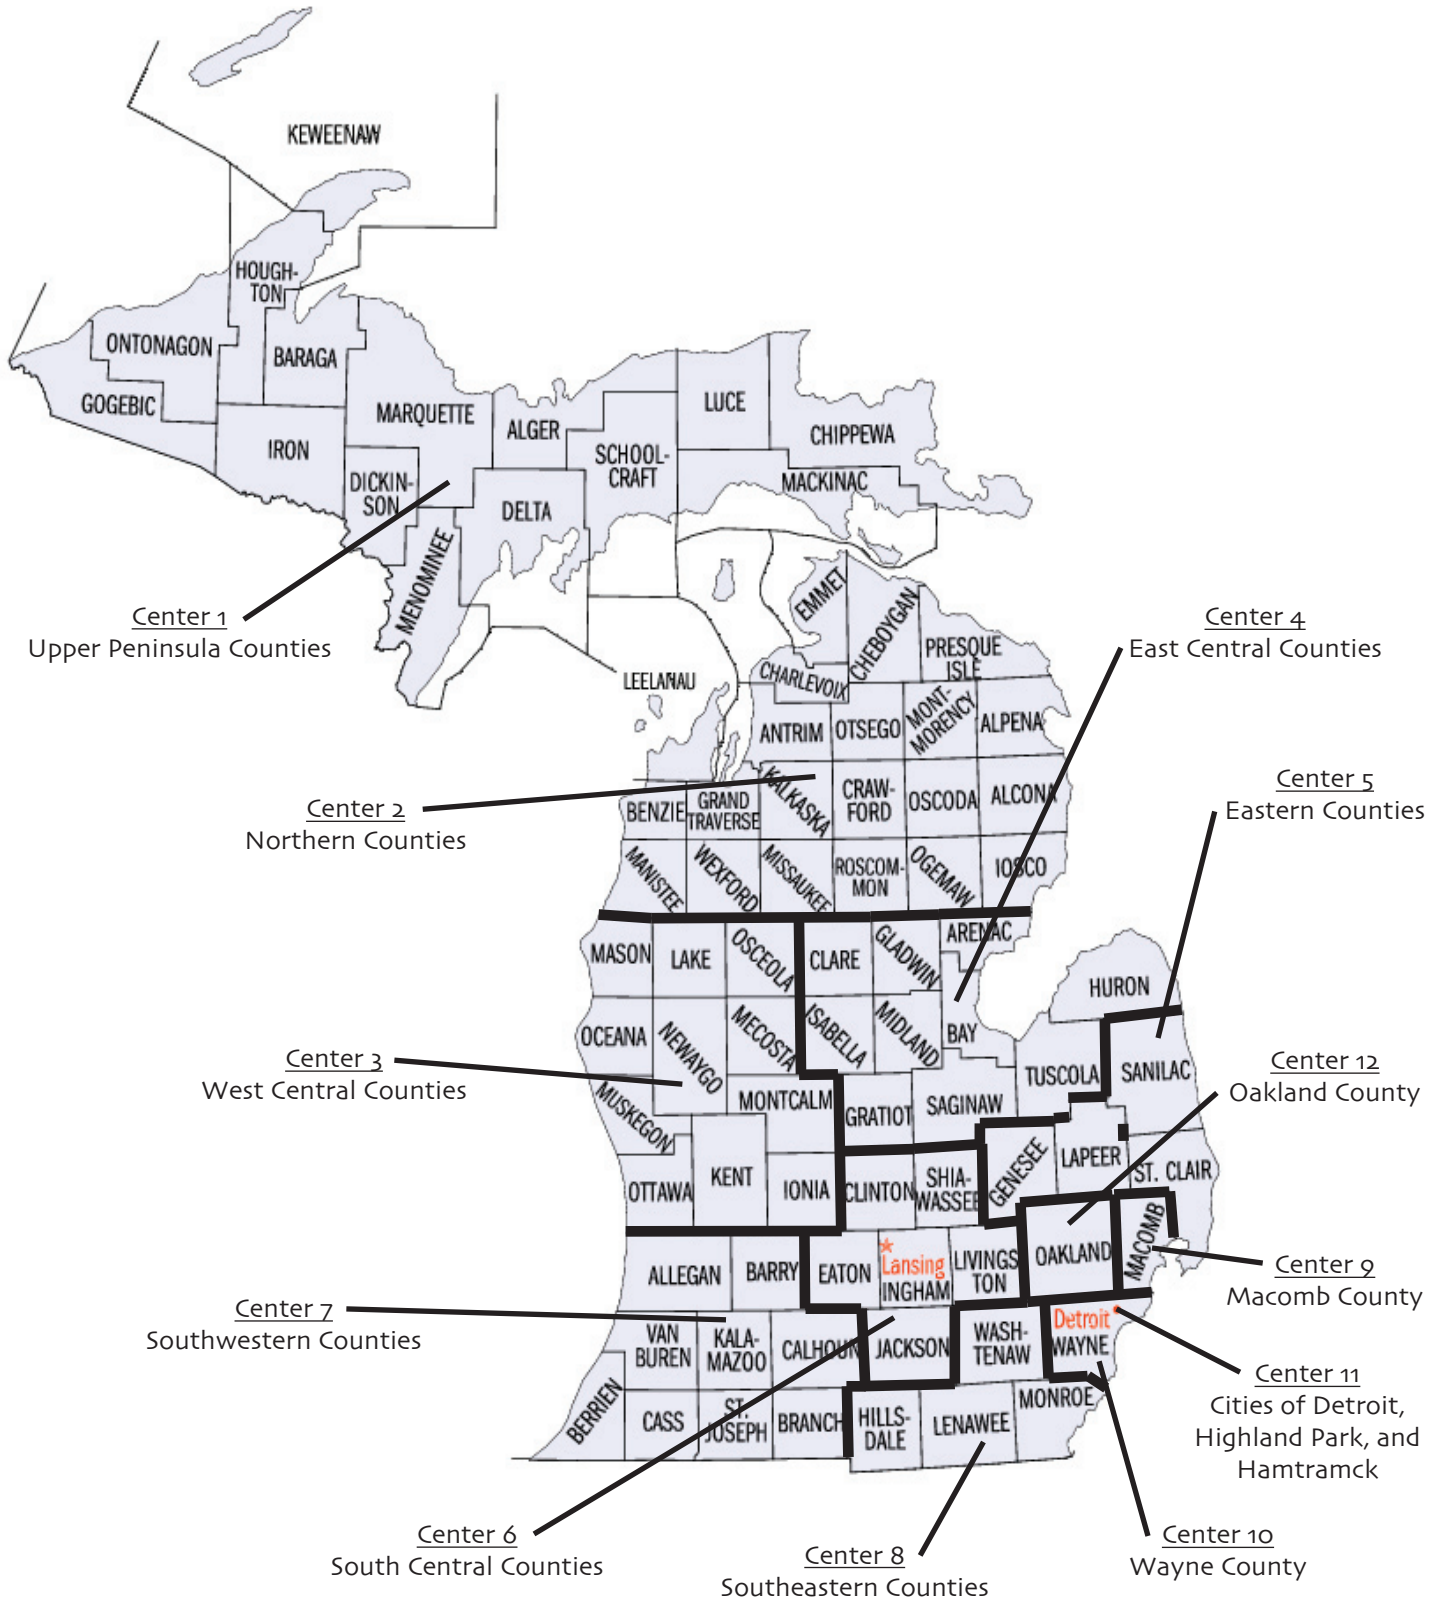 KEWEENAW
HOUGH-
TON
ONTONAGON
BARAGA
GOGEBIC
MARQUETTE
ALGER
LUCE
CHIPPEWA
IRON
DICKIN-
SON
SCHOOL-
CRAFT
MACKINAC
DELTA
MENOMINEE
Center 1
Upper Peninsula Counties
EMMET
CHEBOYGAN
PRESQUE
ISLE
Center 4
East Central Counties
LEELANAU
CHARLEVOIX
ANTRIM
OTSEGO
MONT-
MORENCY
ALPENA
Center 2
Northern Counties
BENZIE
GRAND
TRAVERSE
KALKASKA
CRAW-
FORD
OSCODA
ALCONA
Center 5
Eastern Counties
MANISTEE
WEXFORD
MISSAUKEE
ROSCOM-
MON
OGEMAW
IOSCO
MASON
LAKE
OSCEOLA
CLARE
GLADWIN
ARENAC
HURON
OCEANA
NEWAYGO
MECOSTA
ISABELLA
MIDLAND
BAY
TUSCOLA
SANILAC
Center 3
West Central Counties
Center 12
Oakland County
MUSKEGON
MONTCALM
GRATIOT
SAGINAW
GENESEE
LAPEER
ST. CLAIR
OTTAWA
KENT
IONIA
CLINTON
SHIA-
WASSEE
ALLEGAN
BARRY
EATON
Lansing
INGHAM
LIVINGS
TON
OAKLAND
MACOMB
Center 9
Macomb County
Center 7
Southwestern Counties
VAN
BUREN
KALA-
MAZOO
CALHOUN
JACKSON
WASH-
TENAW
Detroit
WAYNE
Center 11
Cities of Detroit,
Highland Park, and
Hamtramck
BERRIEN
CASS
ST.
JOSEPH
BRANCH
HILLS-
DALE
LENAWEE
MONROE
Center 6
South Central Counties
Center 8
Southeastern Counties
Center 10
Wayne County